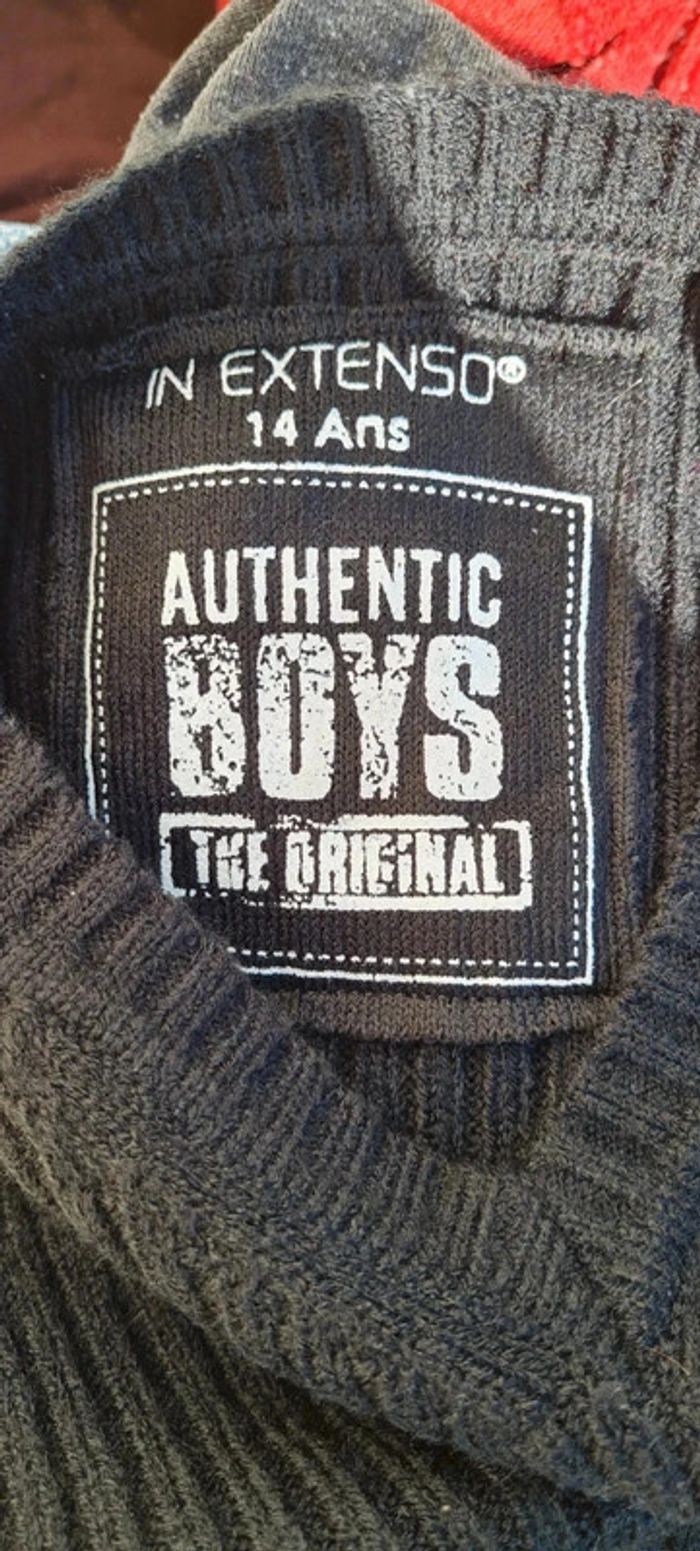 IN EXTENSO®
14 Ans
AUTHENTIC
BOYS
THE ORIGINAL